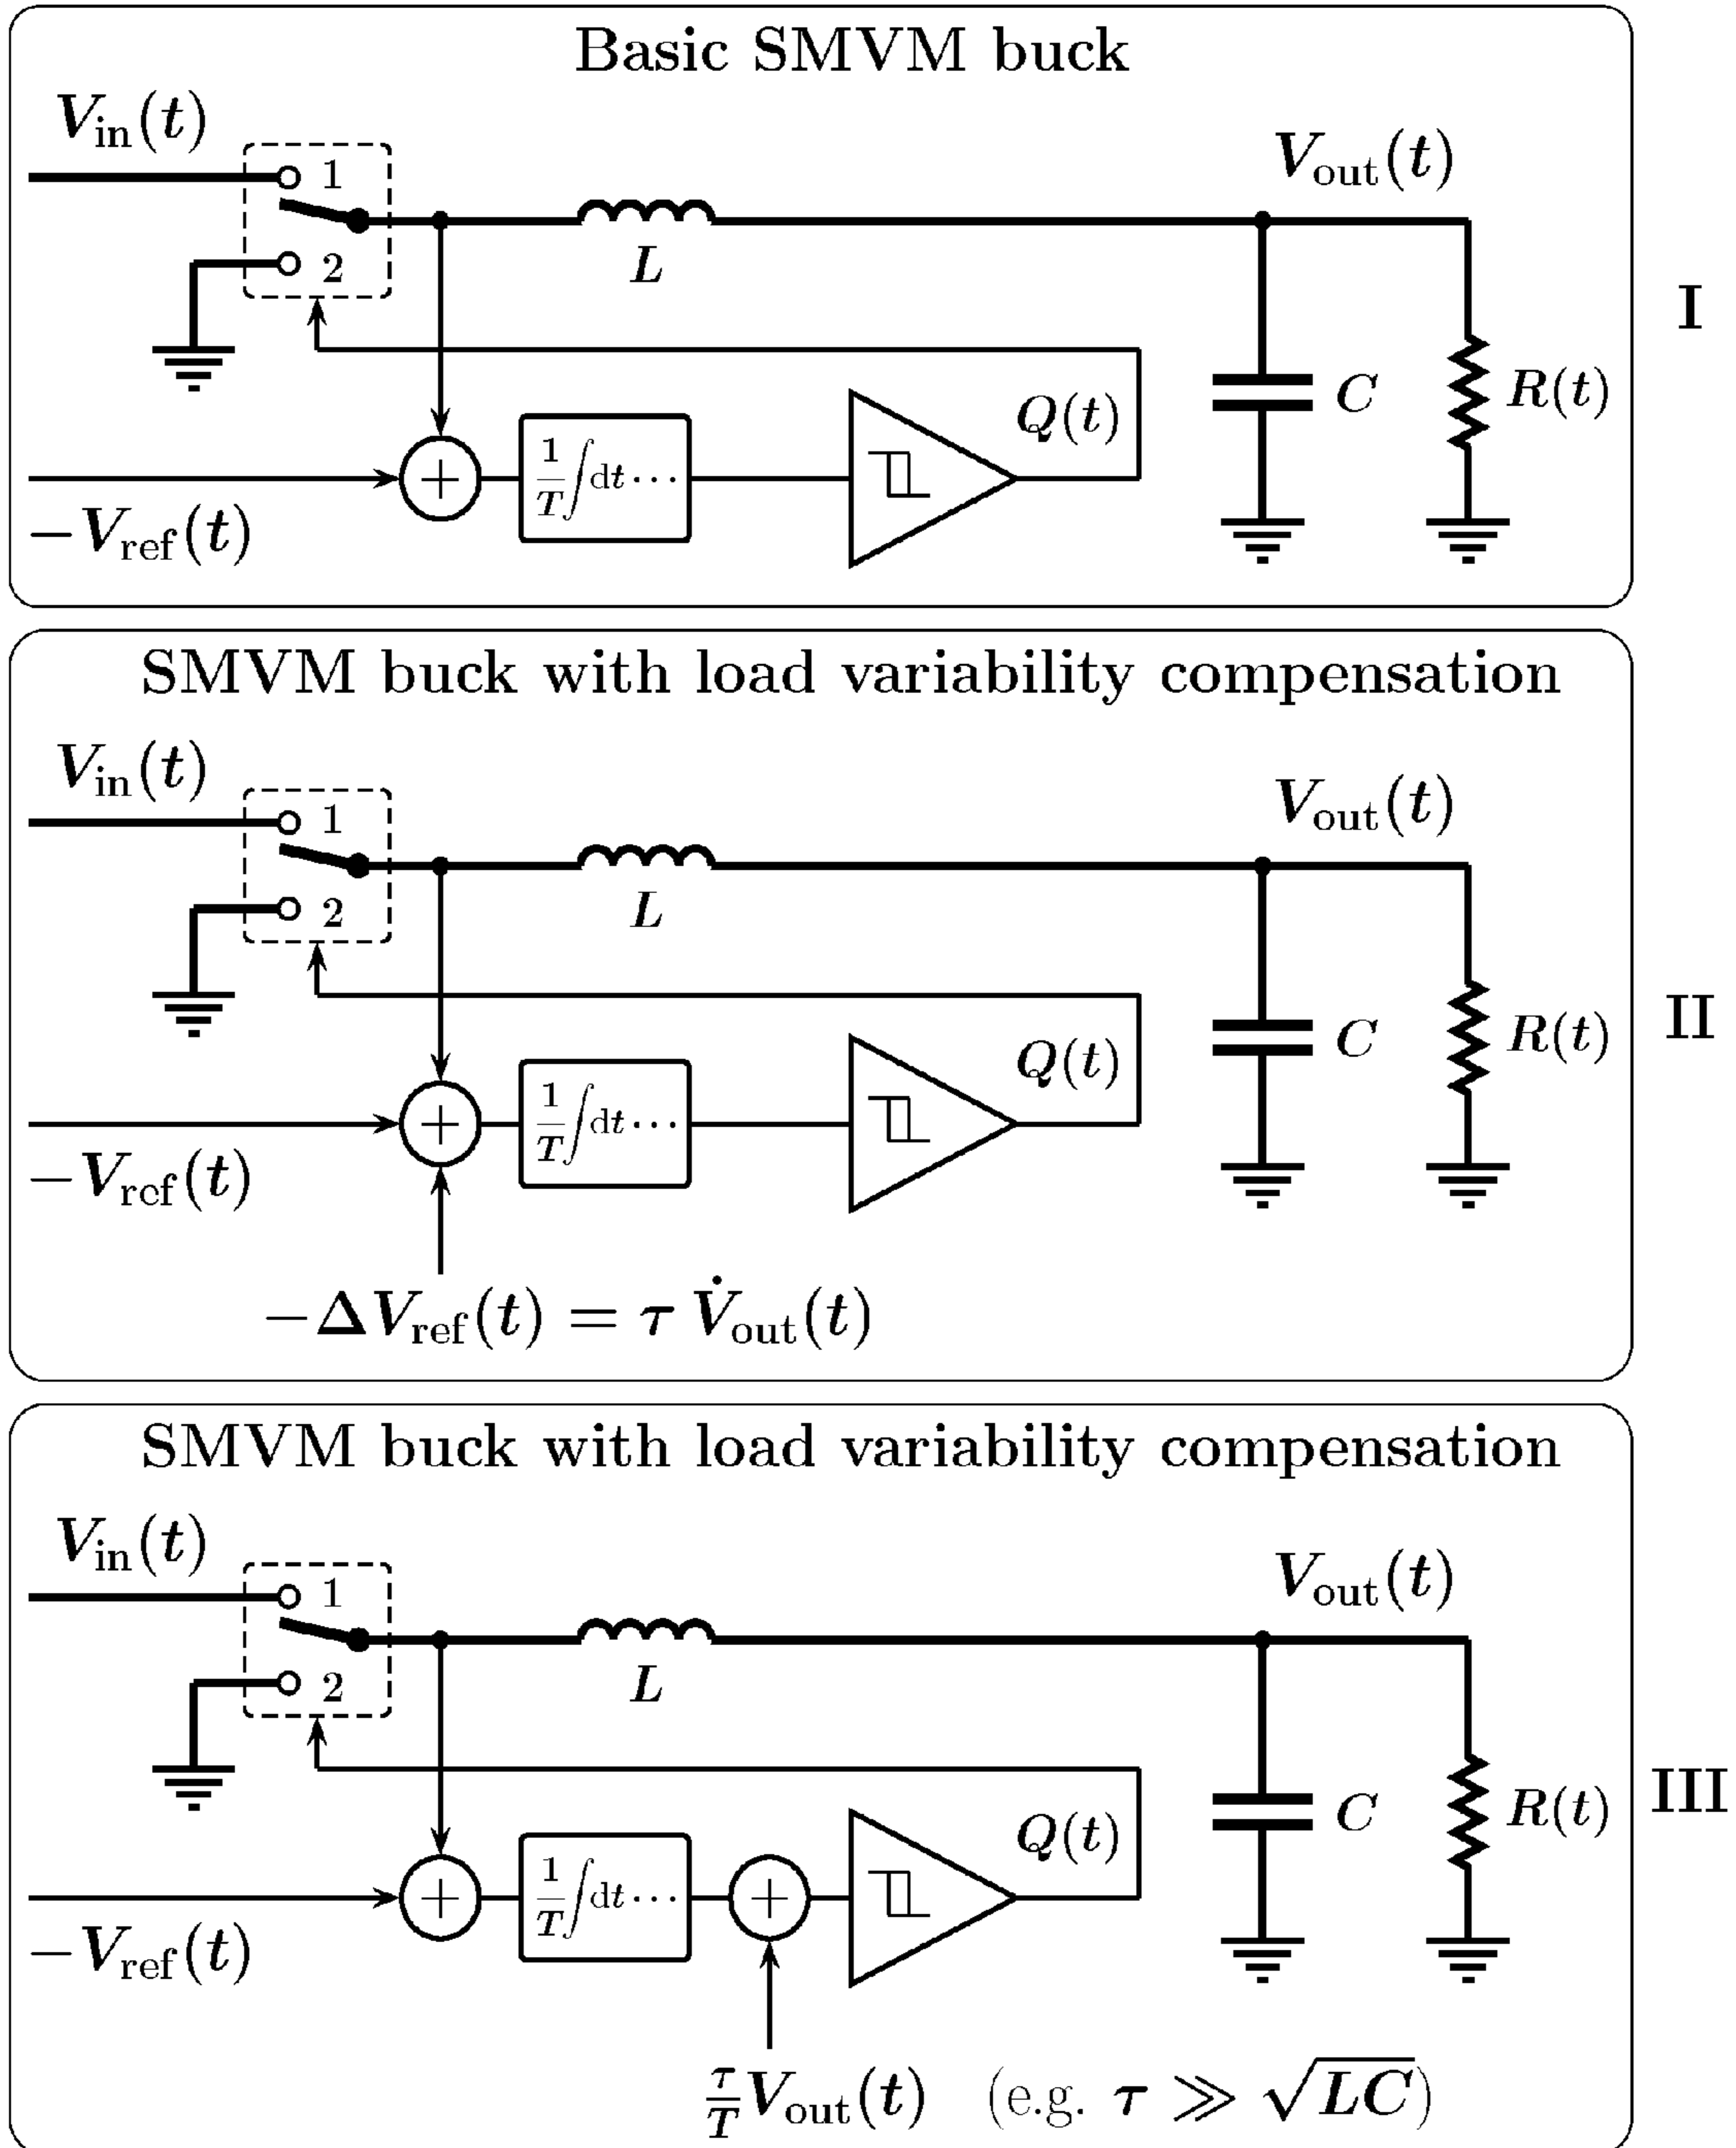 Basic SMVM buck
V_in(t)
1
V_out(t)
2
L
I
Q(t)
C
R(t)
1/T ∫dt ···
+
−V_ref(t)
SMVM buck with load variability compensation
V_in(t)
1
V_out(t)
2
L
II
Q(t)
C
R(t)
1/T ∫dt ···
+
−V_ref(t)
−ΔV_ref(t) = τ V̇_out(t)
SMVM buck with load variability compensation
V_in(t)
1
V_out(t)
2
L
III
Q(t)
C
R(t)
1/T ∫dt ···
+
+
−V_ref(t)
τ/T V_out(t) (e.g. τ ≫ √LC)